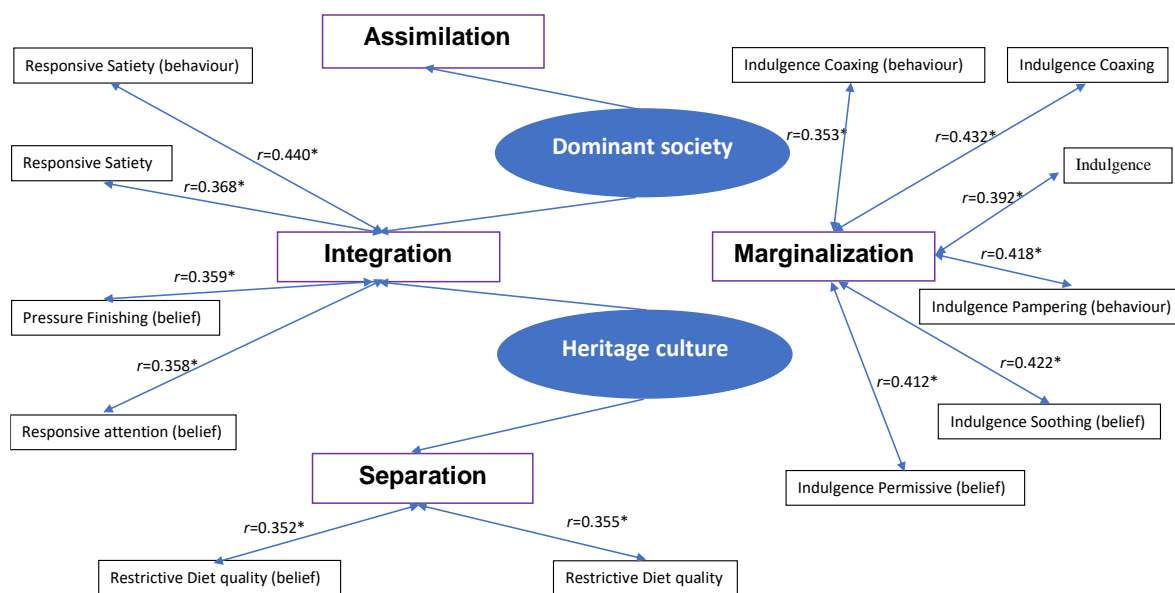 Assimilation
Responsive Satiety (behaviour)
Indulgence Coaxing (behaviour)
Indulgence Coaxing
Dominant society
r=0.440*
r=0.353*
r=0.432*
Responsive Satiety
r=0.368*
Indulgence
r=0.392*
Integration
Marginalization
r=0.418*
r=0.359*
Pressure Finishing (belief)
Indulgence Pampering (behaviour)
Heritage culture
r=0.358*
r=0.422*
r=0.412*
Responsive attention (belief)
Indulgence Soothing (belief)
Separation
Indulgence Permissive (belief)
r=0.352*
r=0.355*
Restrictive Diet quality (belief)
Restrictive Diet quality